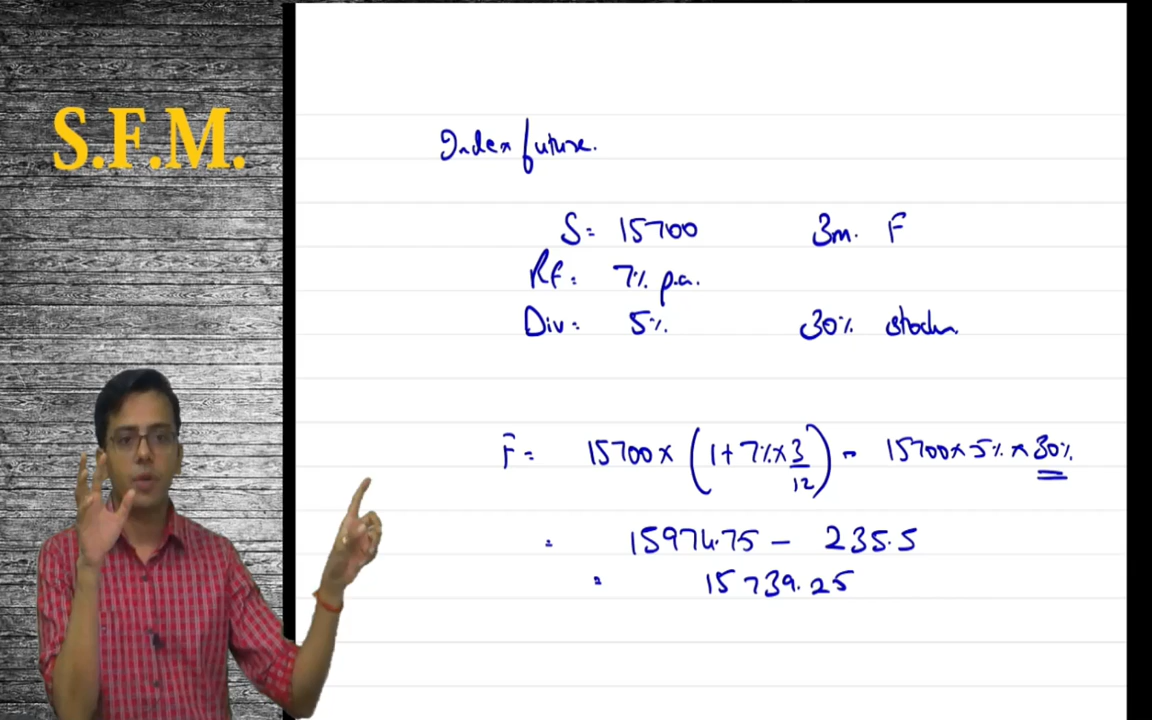 S.F.M.
Index future.
S = 15700 3m. F
Rf = 7% p.a.
Div = 5% 30% stocks
F = 15700 x (1 + 7% x 3/12) - 15700 x 5% x 30%
= 15974.75 - 235.5
= 15739.25